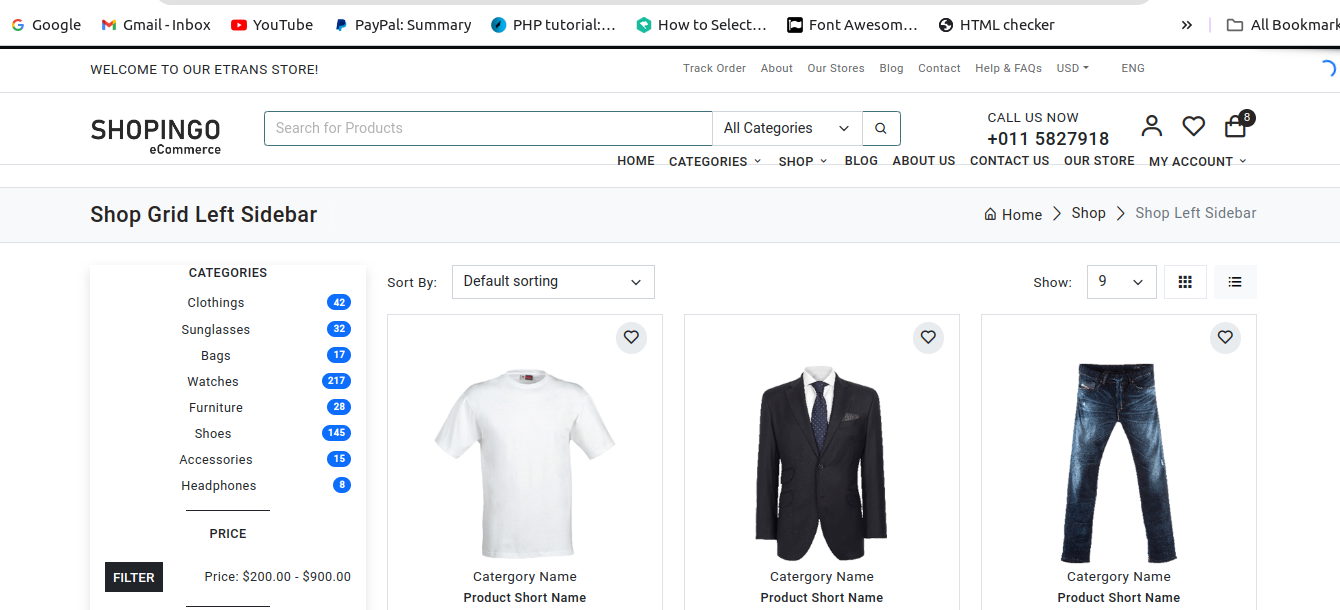 Google Gmail - Inbox YouTube PayPal: Summary PHP tutorial:... How to Select... Font Awesom... HTML checker » All Bookmark
WELCOME TO OUR ETRANS STORE! Track Order About Our Stores Blog Contact Help & FAQs USD ENG
SHOPINGO
eCommerce
Search for Products All Categories
CALL US NOW
+011 5827918
8
HOME CATEGORIES SHOP BLOG ABOUT US CONTACT US OUR STORE MY ACCOUNT
Shop Grid Left Sidebar Home Shop Shop Left Sidebar
CATEGORIES
Clothings 42
Sunglasses 32
Bags 17
Watches 217
Furniture 28
Shoes 145
Accessories 15
Headphones 8
PRICE
FILTER Price: $200.00 - $900.00
Sort By: Default sorting Show: 9
Catergory Name Catergory Name Catergory Name
Product Short Name Product Short Name Product Short Name